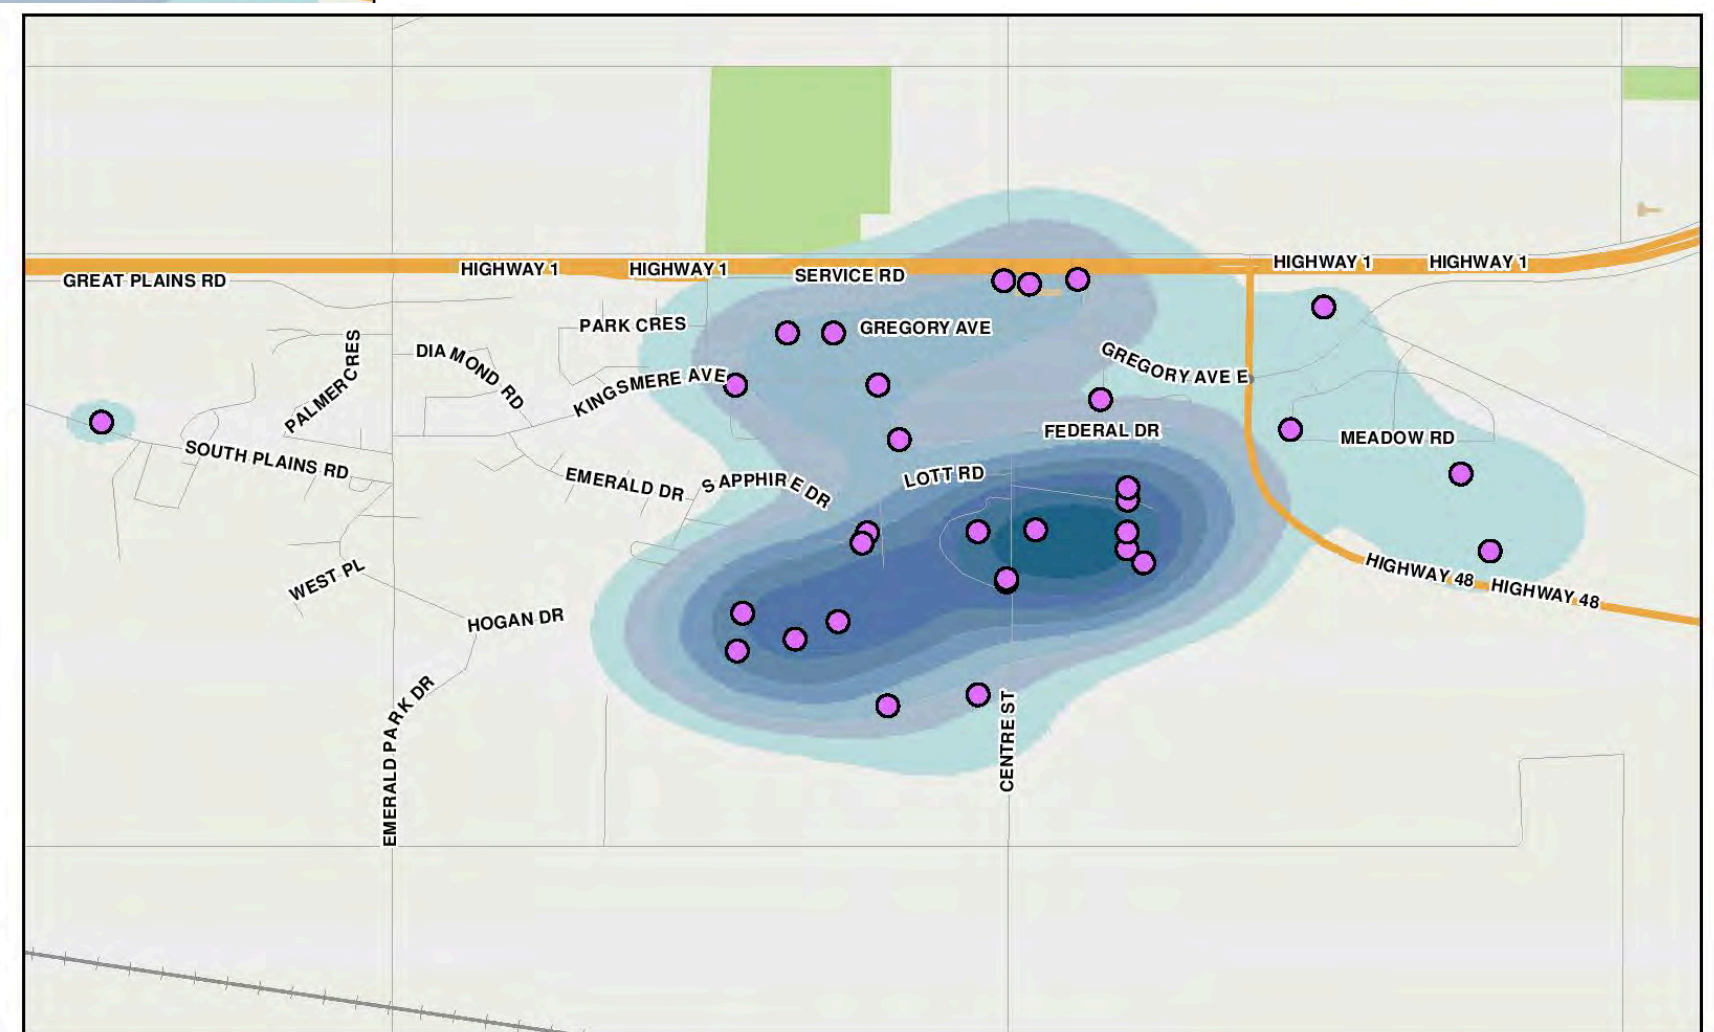 HIGHWAY 1
HIGHWAY 1
GREAT PLAINS RD
HIGHWAY 1
HIGHWAY 1
SERVICE RD
PARK CRES
GREGORY AVE
PALMER CRES
DIAMOND RD
KINGSMERE AVE
GREGORY AVE E
FEDERAL DR
MEADOW RD
SOUTH PLAINS RD
EMERALD DR
SAPPHIRE DR
LOTT RD
WEST PL
HIGHWAY 48
HIGHWAY 48
HOGAN DR
EMERALD PARK DR
CENTRE ST